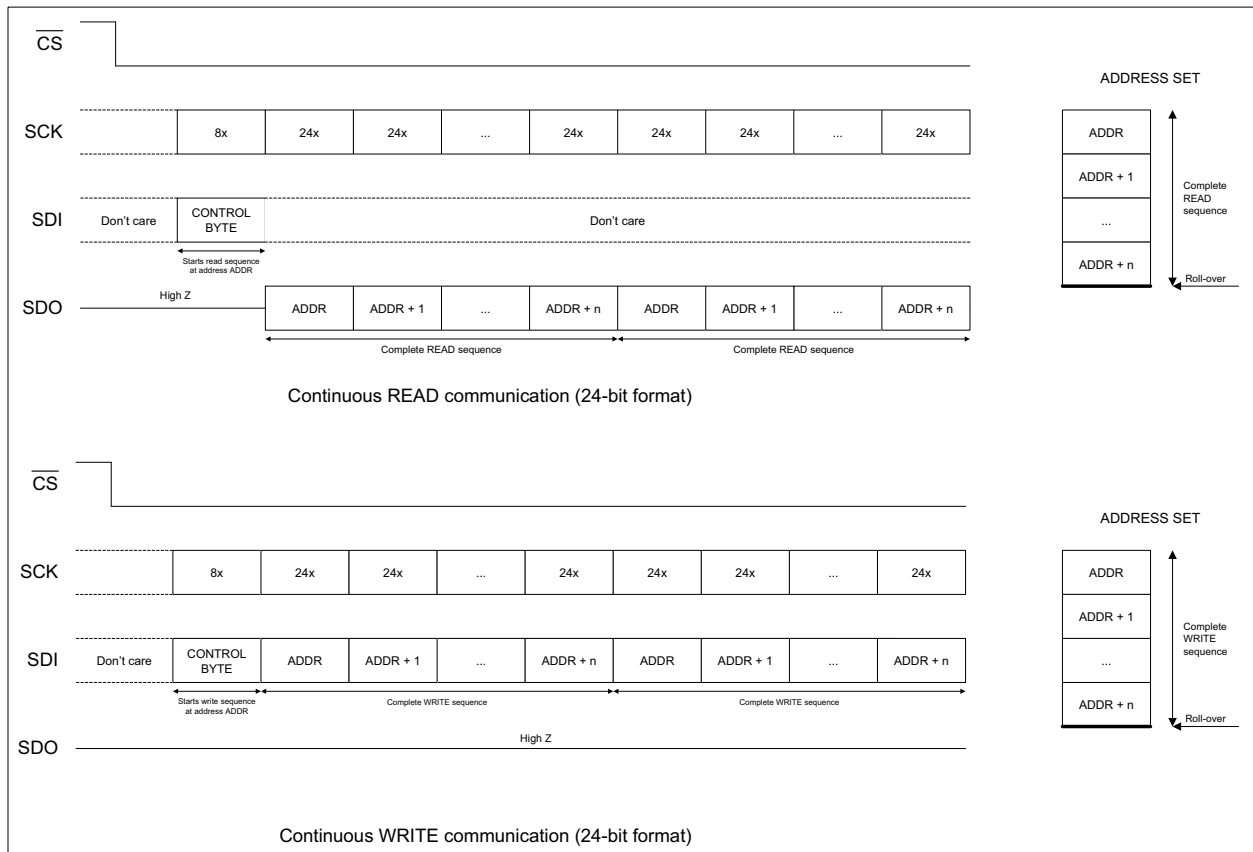 CS
ADDRESS SET
SCK
8x 24x 24x ... 24x 24x 24x ... 24x
ADDR
ADDR + 1
...
ADDR + n
Complete
READ
sequence
Roll-over
SDI
Don't care
CONTROL
BYTE
Don't care
Starts read sequence
at address ADDR
SDO
High Z
ADDR ADDR + 1 ... ADDR + n ADDR ADDR + 1 ... ADDR + n
Complete READ sequence Complete READ sequence
Continuous READ communication (24-bit format)
CS
ADDRESS SET
SCK
8x 24x 24x ... 24x 24x 24x ... 24x
ADDR
ADDR + 1
...
ADDR + n
Complete
WRITE
sequence
Roll-over
SDI
Don't care
CONTROL
BYTE
ADDR ADDR + 1 ... ADDR + n ADDR ADDR + 1 ... ADDR + n
Starts write sequence
at address ADDR
Complete WRITE sequence Complete WRITE sequence
SDO
High Z
Continuous WRITE communication (24-bit format)